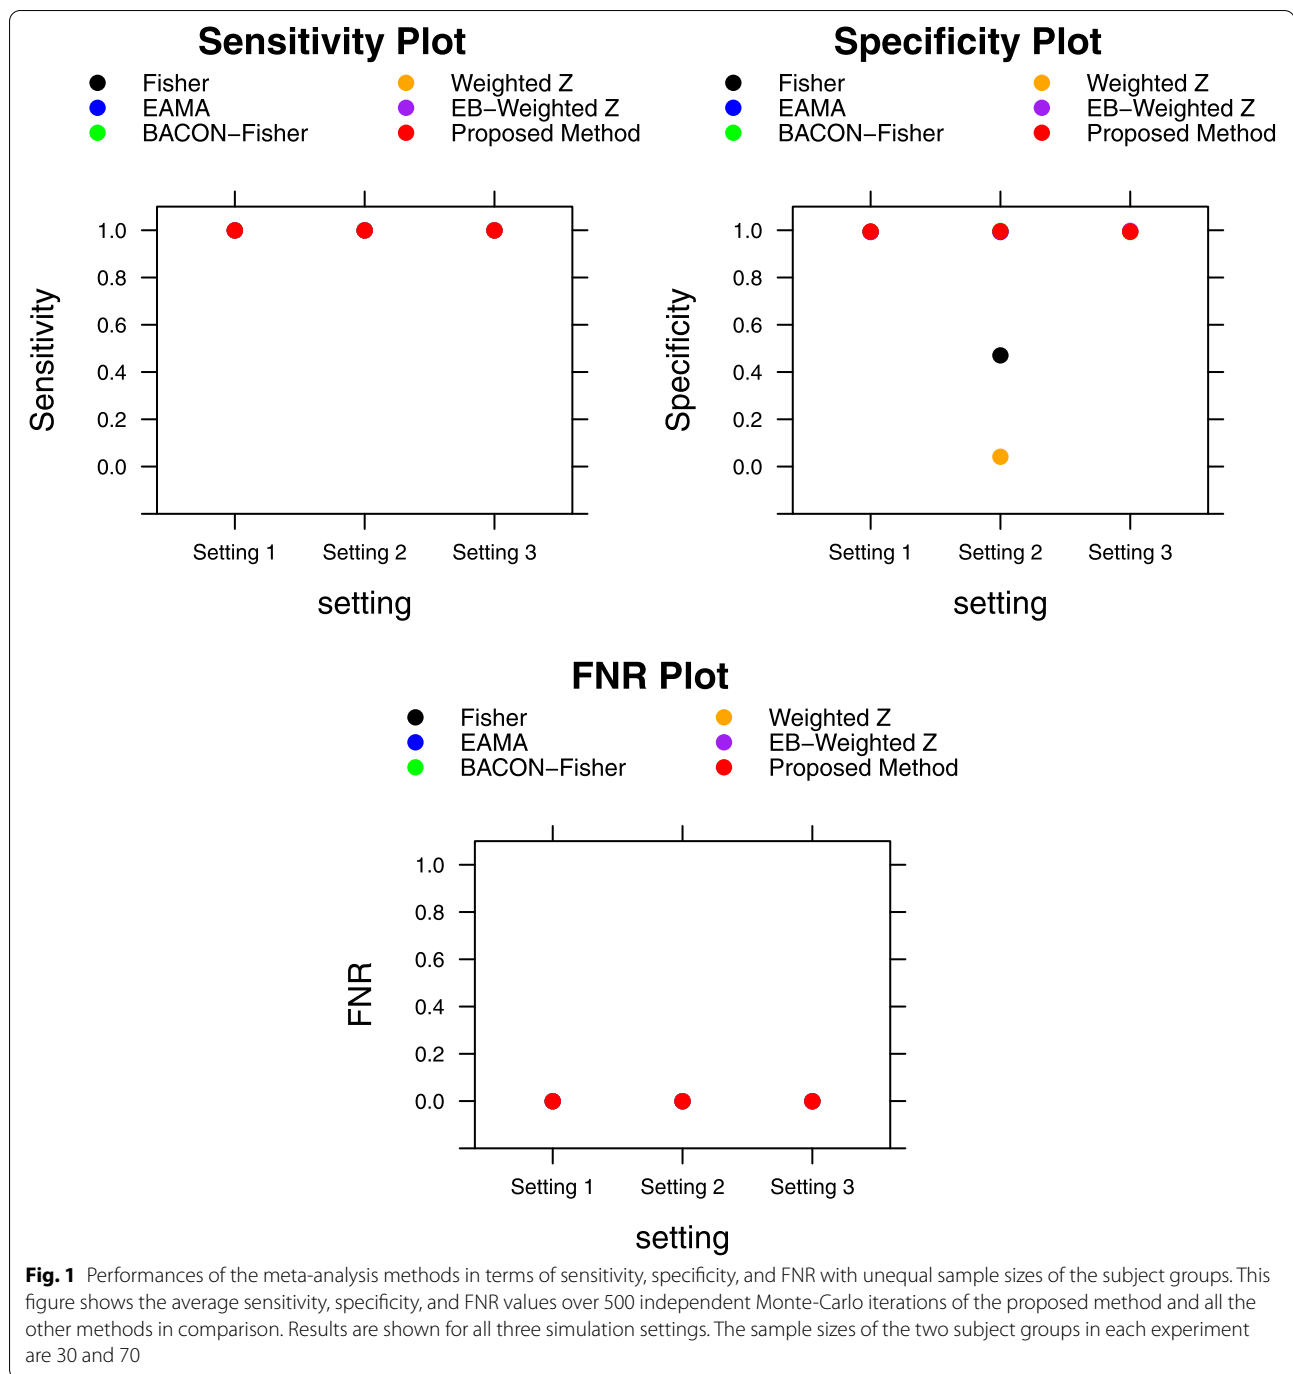 Sensitivity Plot
Fisher Weighted Z
EAMA EB−Weighted Z
BACON−Fisher Proposed Method
1.0
0.8
0.6
0.4
0.2
0.0
Sensitivity
Setting 1 Setting 2 Setting 3
setting
Specificity Plot
Fisher Weighted Z
EAMA EB−Weighted Z
BACON−Fisher Proposed Method
1.0
0.8
0.6
0.4
0.2
0.0
Specificity
Setting 1 Setting 2 Setting 3
setting
FNR Plot
Fisher Weighted Z
EAMA EB−Weighted Z
BACON−Fisher Proposed Method
1.0
0.8
0.6
0.4
0.2
0.0
FNR
Setting 1 Setting 2 Setting 3
setting
Fig. 1 Performances of the meta-analysis methods in terms of sensitivity, specificity, and FNR with unequal sample sizes of the subject groups. This
figure shows the average sensitivity, specificity, and FNR values over 500 independent Monte-Carlo iterations of the proposed method and all the
other methods in comparison. Results are shown for all three simulation settings. The sample sizes of the two subject groups in each experiment
are 30 and 70